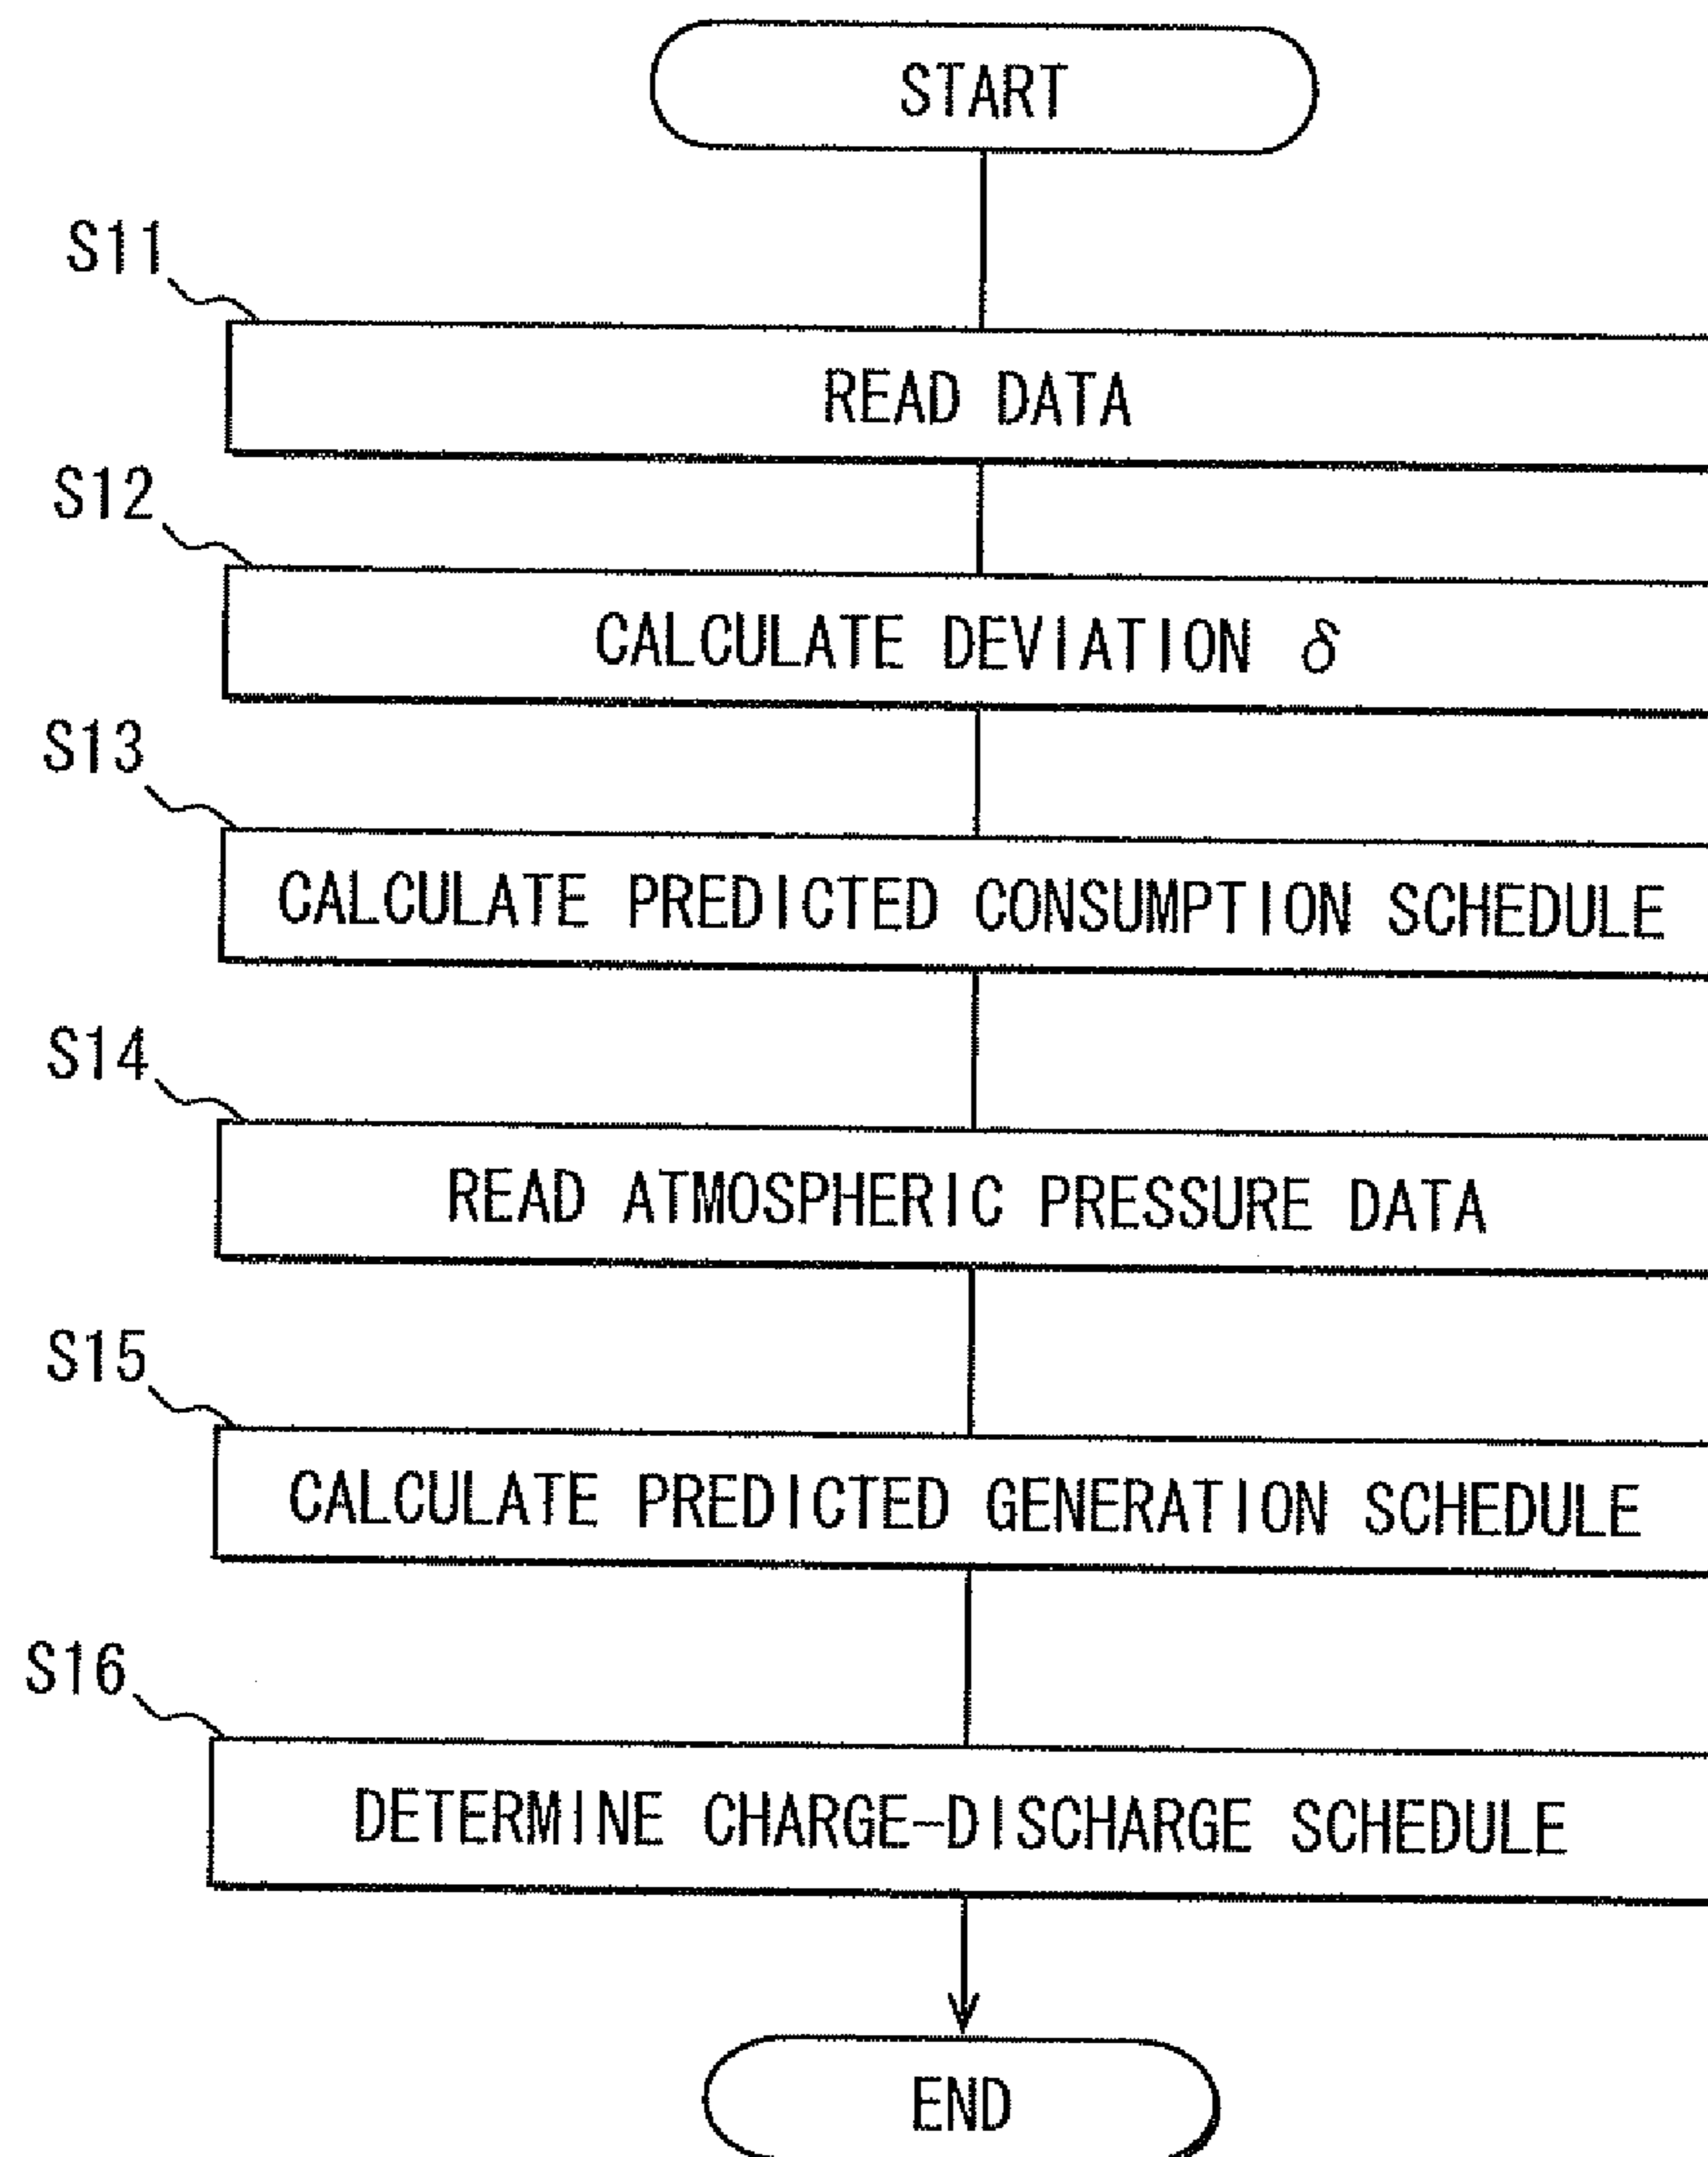 START
S11
READ DATA
S12
CALCULATE DEVIATION δ
S13
CALCULATE PREDICTED CONSUMPTION SCHEDULE
S14
READ ATMOSPHERIC PRESSURE DATA
S15
CALCULATE PREDICTED GENERATION SCHEDULE
S16
DETERMINE CHARGE-DISCHARGE SCHEDULE
END